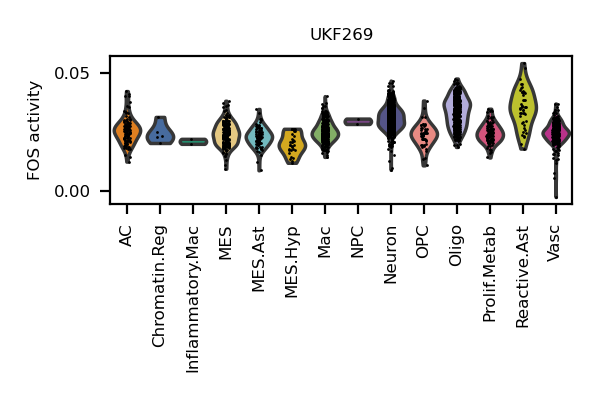 UKF269
FOS activity
0.05
0.00
AC
Chromatin.Reg
Inflammatory.Mac
MES
MES.Ast
MES.Hyp
Mac
NPC
Neuron
OPC
Oligo
Prolif.Metab
Reactive.Ast
Vasc